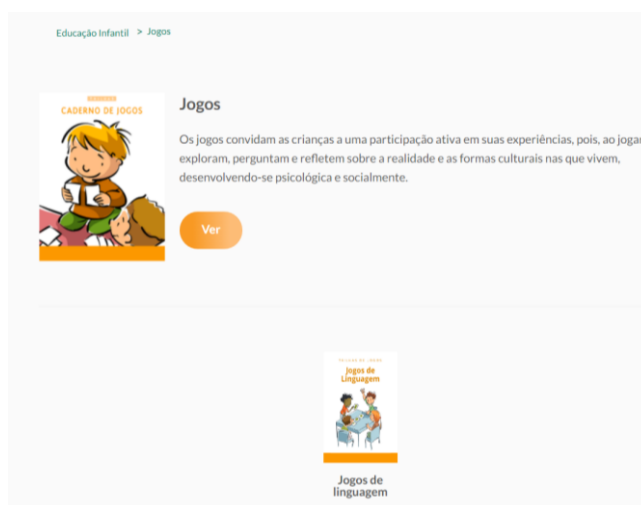 Educação Infantil > Jogos
CADERNO DE JOGOS
Jogos
Os jogos convidam as crianças a uma participação ativa em suas experiências, pois, ao jogar
exploram, perguntam e refletem sobre a realidade e as formas culturais nas que vivem,
desenvolvendo-se psicológica e socialmente.
Ver
Jogos de
Linguagem
Jogos de
linguagem